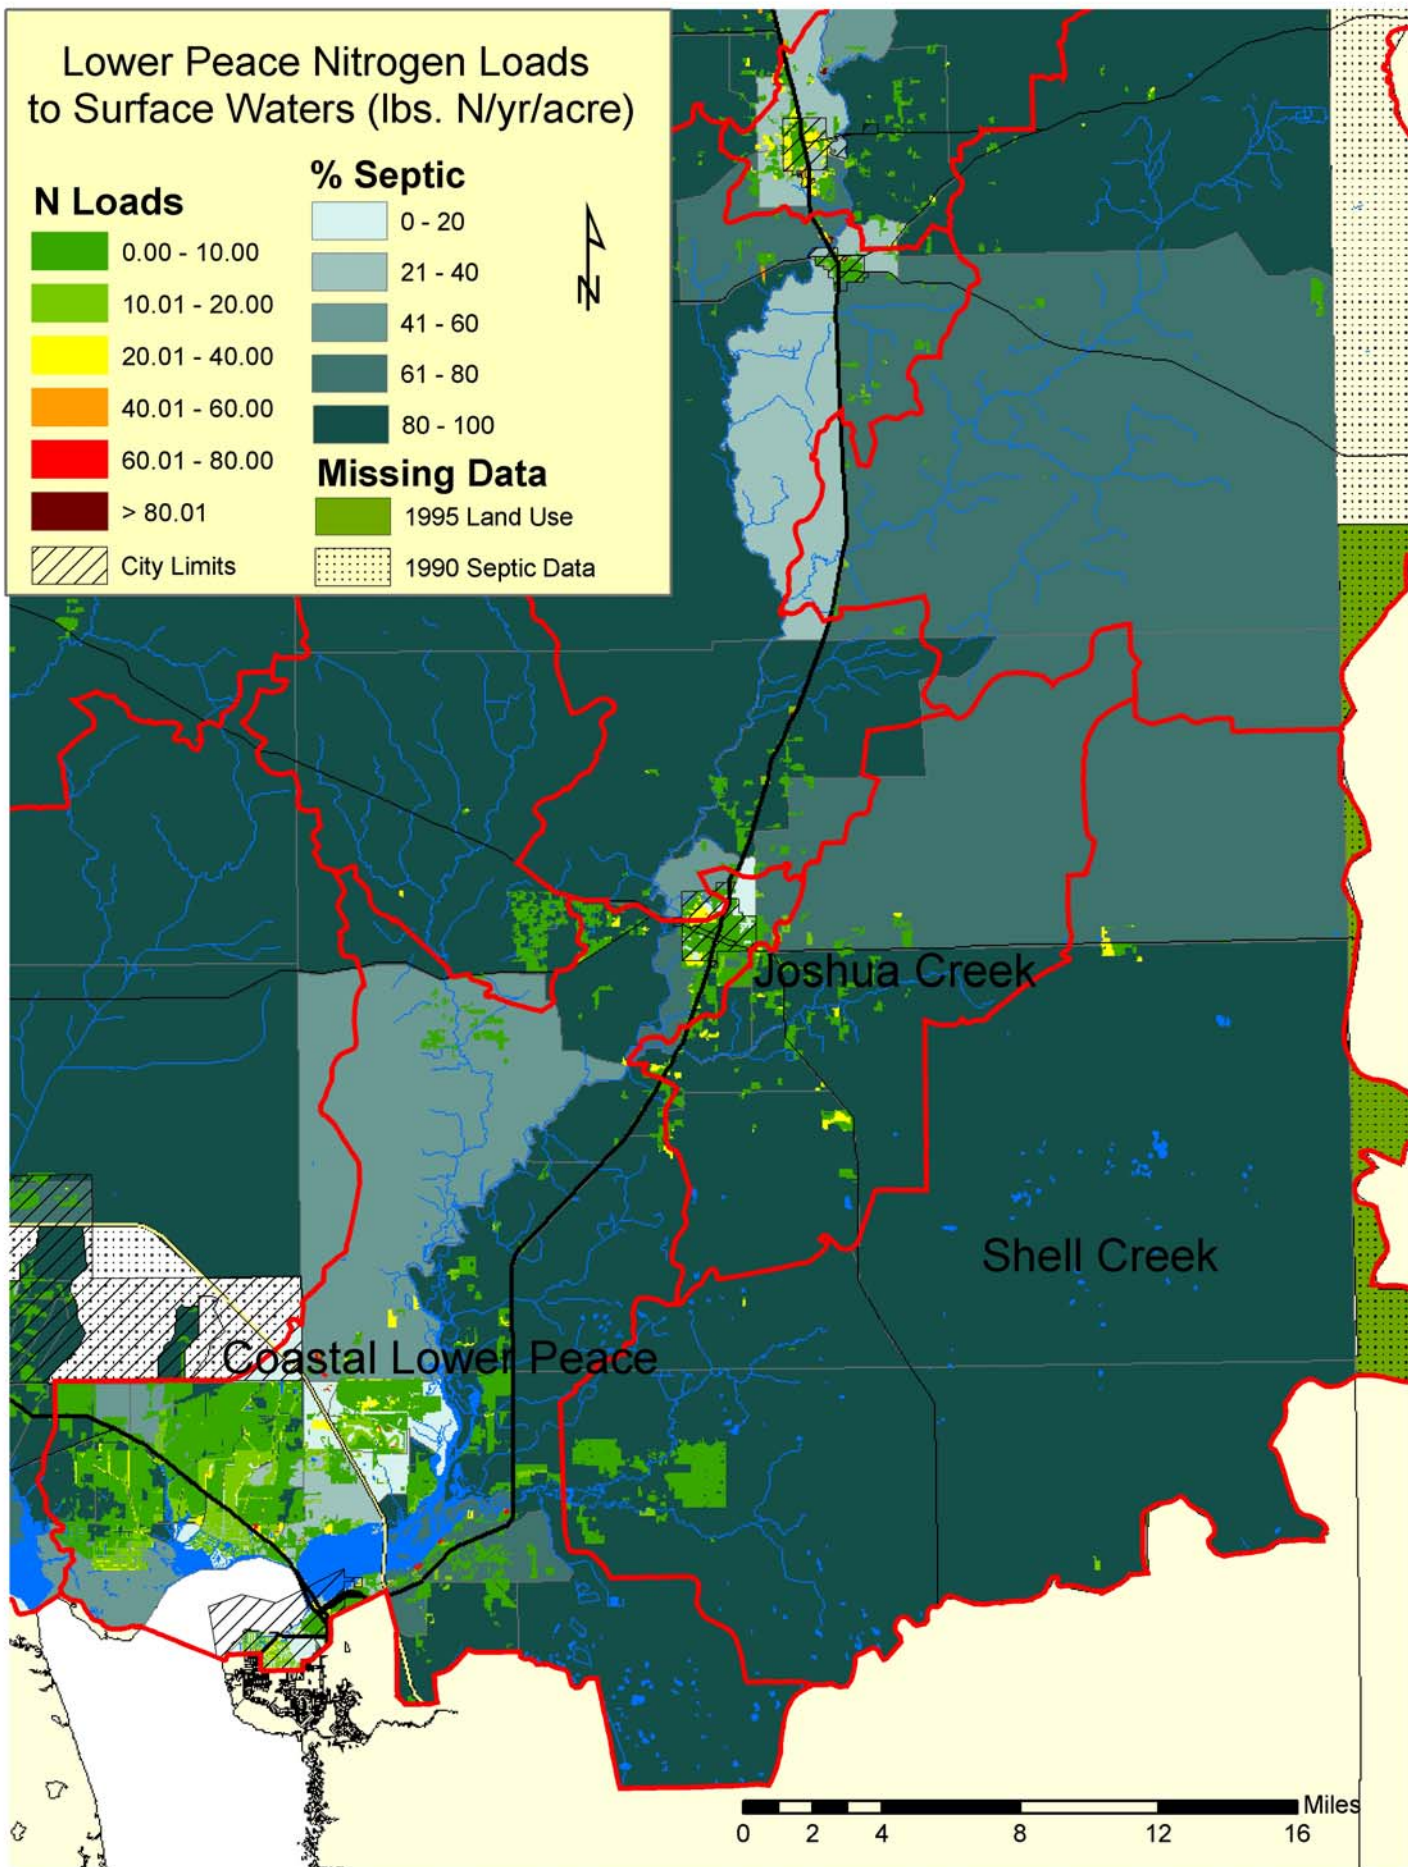 Lower Peace Nitrogen Loads
to Surface Waters (lbs. N/yr/acre)
N Loads
0.00 - 10.00
10.01 - 20.00
20.01 - 40.00
40.01 - 60.00
60.01 - 80.00
> 80.01
City Limits
% Septic
0 - 20
21 - 40
41 - 60
61 - 80
80 - 100
Missing Data
1995 Land Use
1990 Septic Data
N
Joshua Creek
Shell Creek
Coastal Lower Peace
Miles
0 2 4 8 12 16